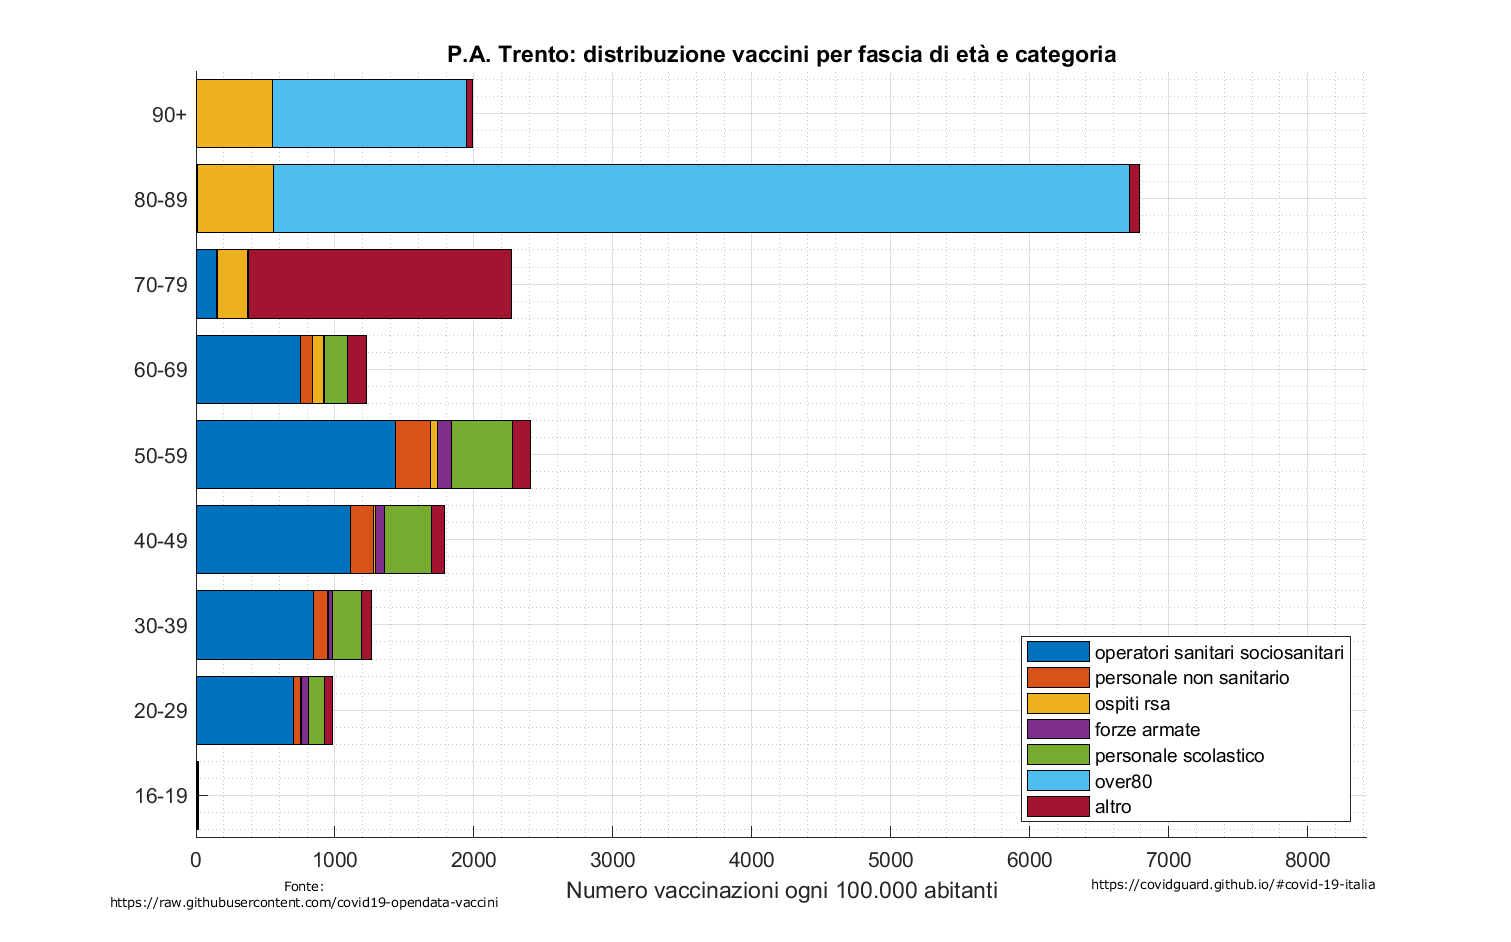 P.A. Trento: distribuzione vaccini per fascia di età e categoria
90+
80-89
70-79
60-69
50-59
40-49
30-39
20-29
16-19
operatori sanitari sociosanitari
personale non sanitario
ospiti rsa
forze armate
personale scolastico
over80
altro
0 1000 2000 3000 4000 5000 6000 7000 8000
Numero vaccinazioni ogni 100.000 abitanti
Fonte:
https://raw.githubusercontent.com/covid19-opendata-vaccini
https://covidguard.github.io/#covid-19-italia